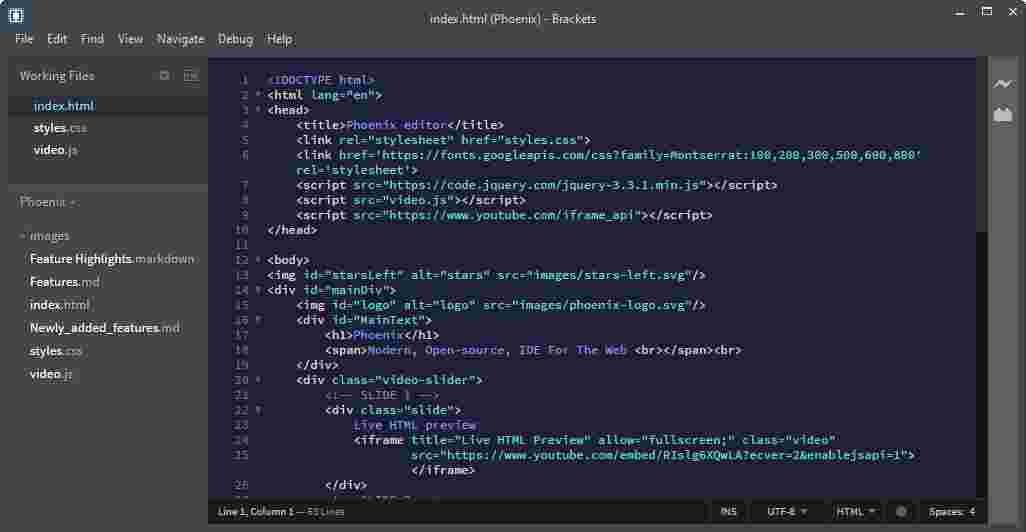 index.html (Phoenix) - Brackets
File Edit Find View Navigate Debug Help
Working Files
index.html
styles.css
video.js
Phoenix
images
Feature Highlights.markdown
Features.md
index.html
Newly_added_features.md
styles.css
video.js
1 <!DOCTYPE html>
2 <html lang="en">
3 <head>
4 <title>Phoenix editor</title>
5 <link rel="stylesheet" href="styles.css">
6 <link href='https://fonts.googleapis.com/css?family=Montserrat:100,200,300,500,600,800'
rel='stylesheet'>
7 <script src="https://code.jquery.com/jquery-3.3.1.min.js"></script>
8 <script src="video.js"></script>
9 <script src="https://www.youtube.com/iframe_api"></script>
10 </head>
11
12 <body>
13 <img id="starsLeft" alt="stars" src="images/stars-left.svg"/>
14 <div id="mainDiv">
15 <img id="logo" alt="logo" src="images/phoenix-logo.svg"/>
16 <div id="MainText">
17 <h1>Phoenix</h1>
18 <span>Modern, Open-source, IDE For The Web <br></span><br>
19 </div>
20 <div class="video-slider">
21 <!-- SLIDE 1 -->
22 <div class="slide">
23 Live HTML preview
24 <iframe title="Live HTML Preview" allow="fullscreen;" class="video"
25 src="https://www.youtube.com/embed/RIslg6XQwLA?ecver=2&enablejsapi=1">
</iframe>
26 </div>
Line 1, Column 1 — 53 Lines
INS UTF-8 HTML Spaces: 4